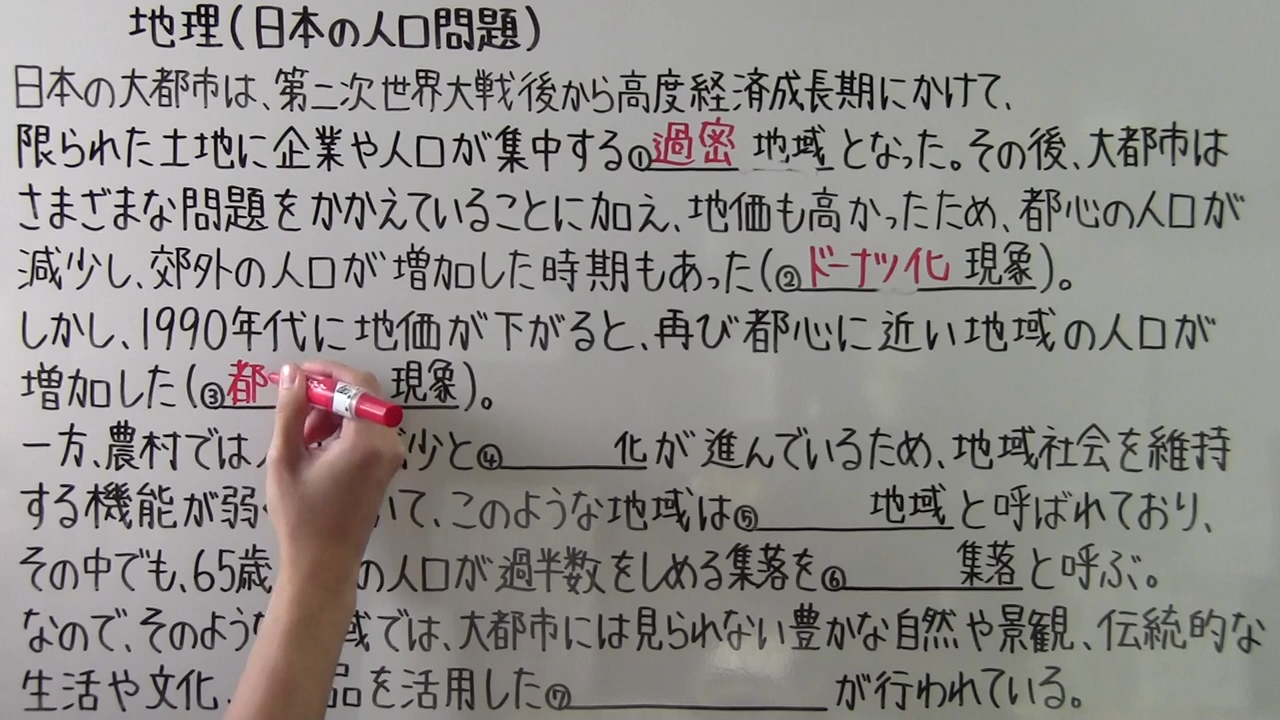 地理(日本の人口問題)
日本の大都市は、第二次世界大戦後から高度経済成長期にかけて、
限られた土地に企業や人口が集中する①過密 地域となった。その後、大都市は
さまざまな問題をかかえていることに加え、地価も高かったため、都心の人口が
減少し、郊外の人口が増加した時期もあった(②ドーナツ化 現象)。
しかし、1990年代に地価が下がると、再び都心に近い地域の人口が
増加した(③都 現象)。
一方、農村では 少と④ 化が進んでいるため、地域社会を維持
する機能が弱 いて、このような地域は⑤ 地域と呼ばれており、
その中でも、65歳 の人口が過半数をしめる集落を⑥ 集落と呼ぶ。
なので、そのよう 域では、大都市には見られない豊かな自然や景観、伝統的な
生活や文化、 品を活用した⑦ が行われている。